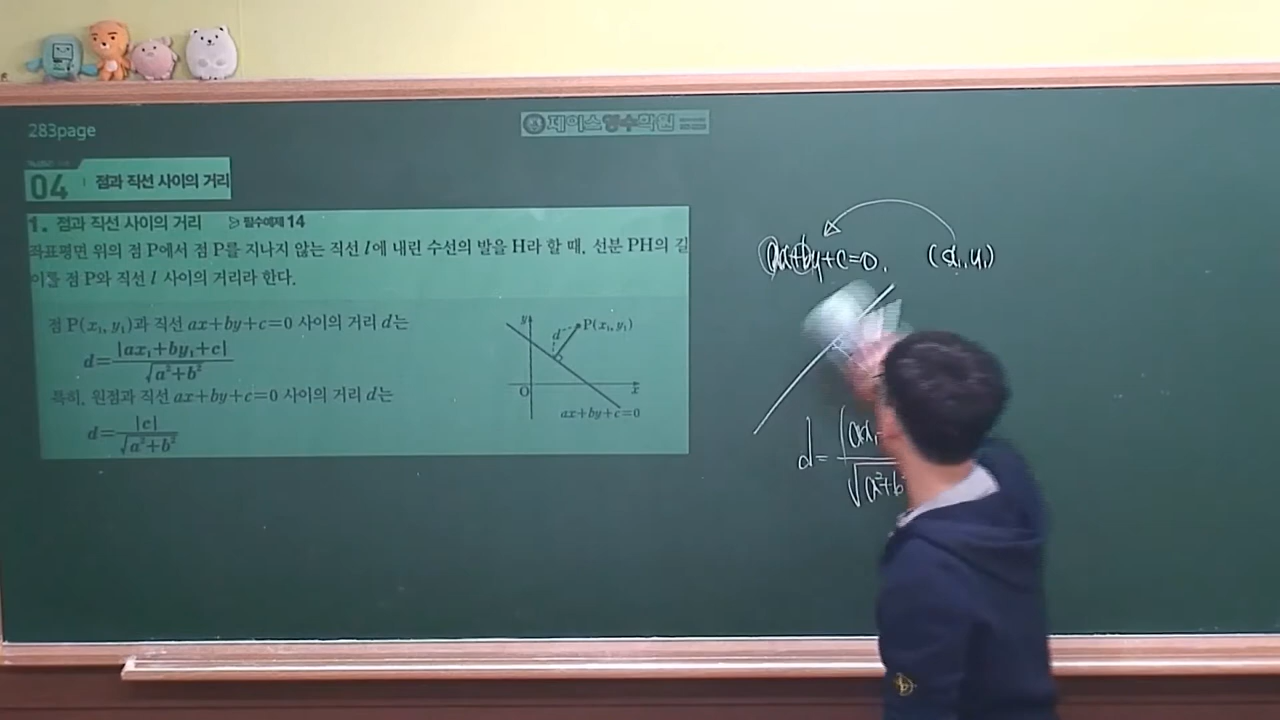 283page
제이스영수학원
04 점과 직선 사이의 거리
1. 점과 직선 사이의 거리 필수예제 14
좌표평면 위의 점 P에서 점 P를 지나지 않는 직선 l에 내린 수선의 발을 H라 할 때, 선분 PH의 길
이를 점 P와 직선 l 사이의 거리라 한다.
점 P(x₁, y₁)과 직선 ax+by+c=0 사이의 거리 d는
d=|ax₁+by₁+c|/√(a²+b²)
특히, 원점과 직선 ax+by+c=0 사이의 거리 d는
d=|c|/√(a²+b²)
y
d
P(x₁, y₁)
O
x
ax+by+c=0
ax+by+c=0. (x₁, y₁)
d=|ax₁
√a²+b²